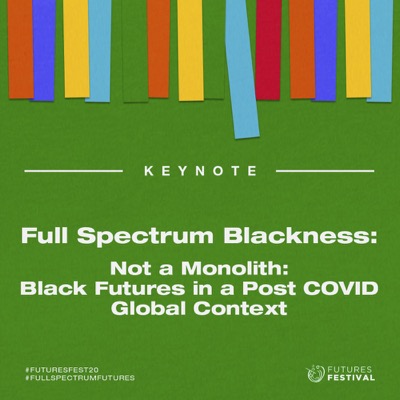 KEYNOTE
Full Spectrum Blackness:
Not a Monolith:
Black Futures in a Post COVID
Global Context
#FUTURESFEST20
#FULLSPECTRUMFUTURES
FUTURES
FESTIVAL